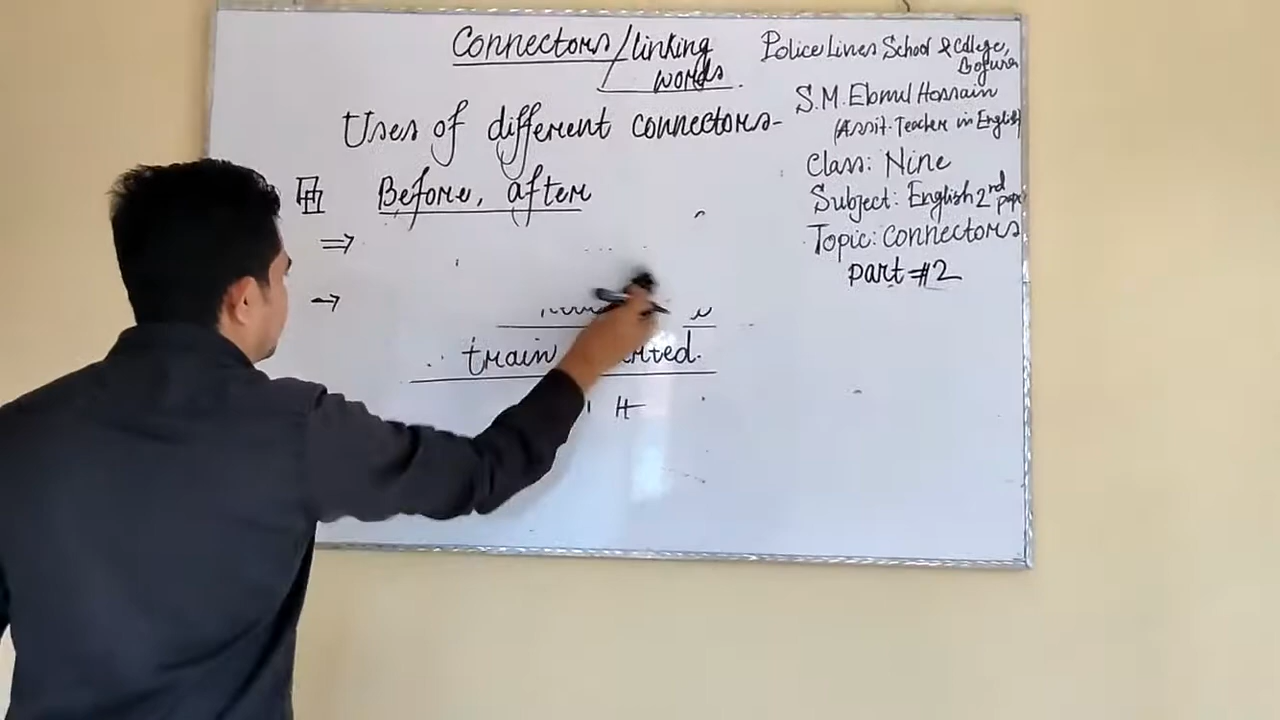 Connectors/linking
words.
Uses of different connectors-
Before, after
⇒
→
train
Police Lines School & College,
Bogura
S.M. Ebnul Hossain
(Assit. Teacher in English)
Class: Nine
Subject: English 2nd paper
Topic: Connectors
part #2